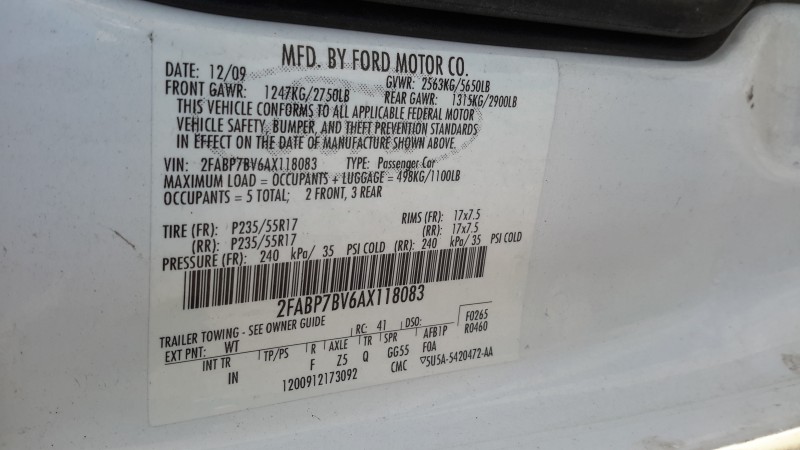 MFD. BY FORD MOTOR CO.
DATE: 12/09 GVWR: 2563KG/5650LB
FRONT GAWR: 1247KG/2750LB REAR GAWR: 1315KG/2900LB
THIS VEHICLE CONFORMS TO ALL APPLICABLE FEDERAL MOTOR
VEHICLE SAFETY, BUMPER, AND THEFT PREVENTION STANDARDS
IN EFFECT ON THE DATE OF MANUFACTURE SHOWN ABOVE.
VIN: 2FABP7BV6AX118083 TYPE: Passenger Car
MAXIMUM LOAD = OCCUPANTS + LUGGAGE = 498KG/1100LB
OCCUPANTS = 5 TOTAL; 2 FRONT, 3 REAR
TIRE (FR): P235/55R17 RIMS (FR): 17x7.5
(RR): P235/55R17 (RR): 17x7.5
PRESSURE (FR): 240 kPa/ 35 PSI COLD (RR): 240 kPa/ 35 PSI COLD
2FABP7BV6AX118083
TRAILER TOWING - SEE OWNER GUIDE F0265
EXT PNT: WT RC: 41 DSO: R0460
INT TR TP/PS R AXLE TR SPR AFB1P
IN F Z5 Q GG55 F0A
1200912173092 CMC ▽5U5A-5420472-AA